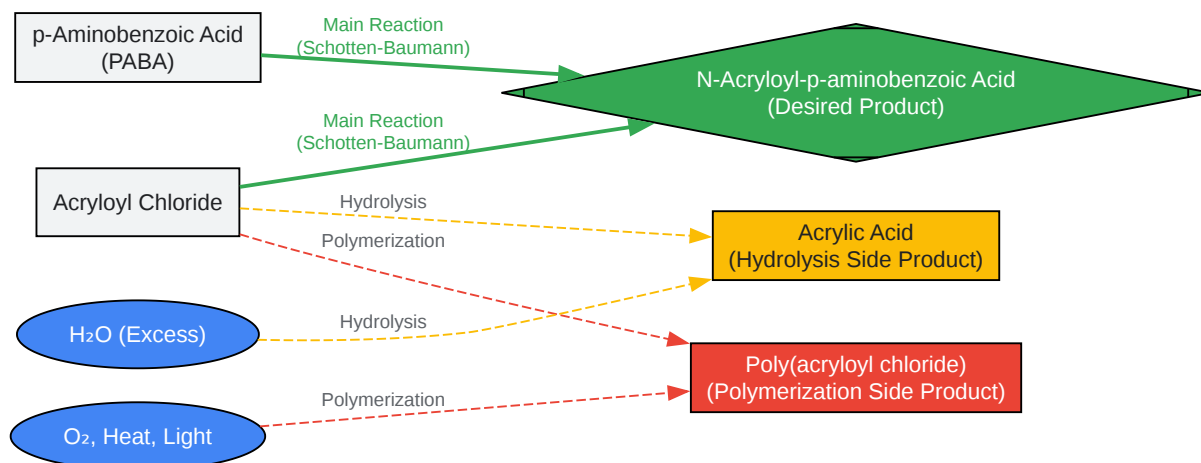 p-Aminobenzoic Acid
(PABA)
Main Reaction
(Schotten-Baumann)
N-Acryloyl-p-aminobenzoic Acid
(Desired Product)
Main Reaction
(Schotten-Baumann)
Acryloyl Chloride
Hydrolysis
Polymerization
Acrylic Acid
(Hydrolysis Side Product)
H₂O (Excess)
Hydrolysis
Poly(acryloyl chloride)
(Polymerization Side Product)
Polymerization
O₂, Heat, Light